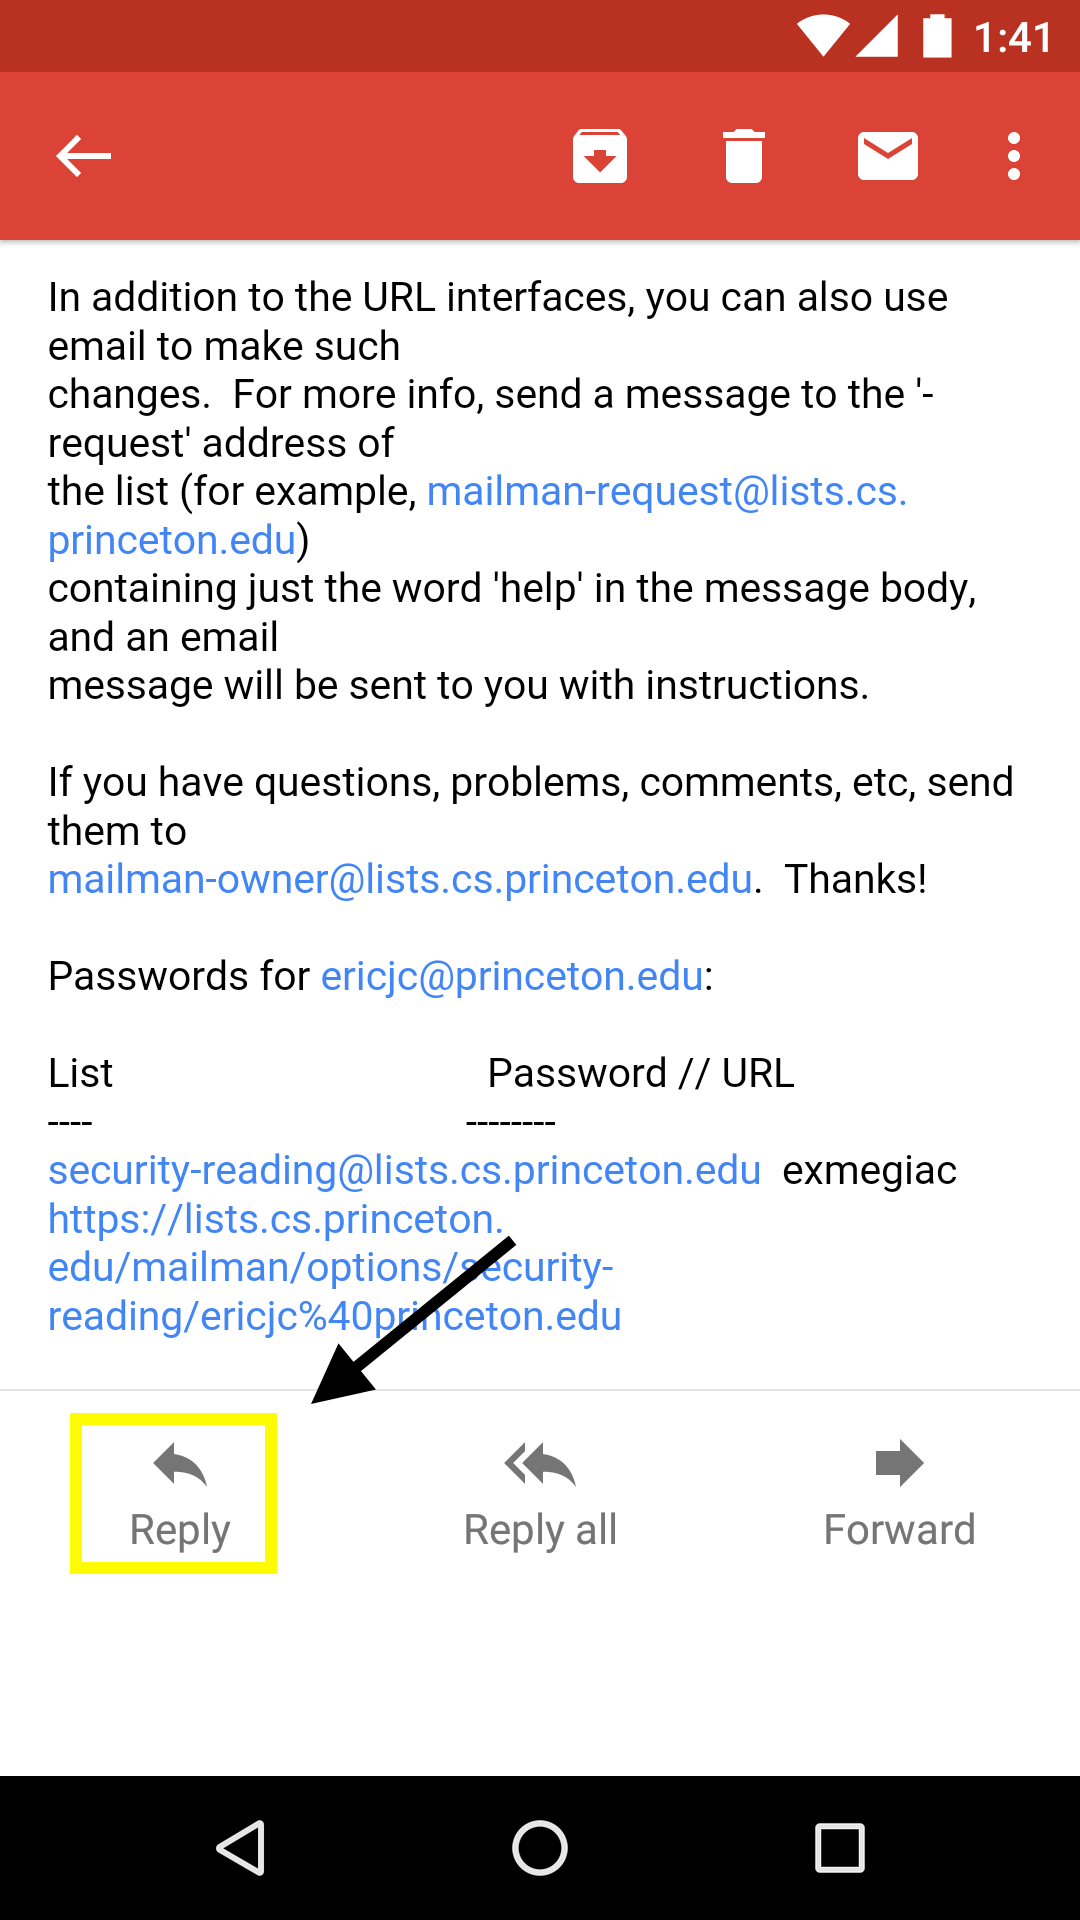 1:41
In addition to the URL interfaces, you can also use
email to make such
changes.  For more info, send a message to the '-
request' address of
the list (for example, mailman-request@lists.cs.
princeton.edu)
containing just the word 'help' in the message body,
and an email
message will be sent to you with instructions.
If you have questions, problems, comments, etc, send
them to
mailman-owner@lists.cs.princeton.edu.  Thanks!
Passwords for ericjc@princeton.edu:
List Password // URL
---- --------
security-reading@lists.cs.princeton.edu  exmegiac
https://lists.cs.princeton.
edu/mailman/options/security-
reading/ericjc%40princeton.edu
Reply Reply all Forward